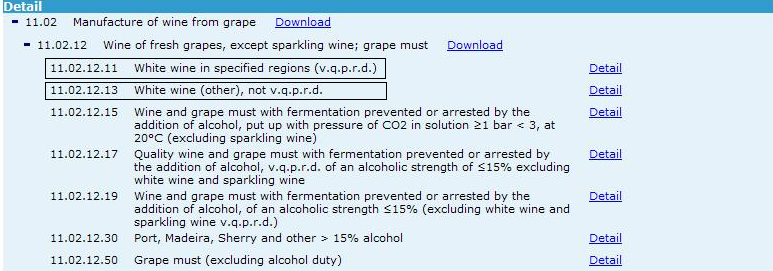 Detail
11.02 Manufacture of wine from grape Download
11.02.12 Wine of fresh grapes, except sparkling wine; grape must Download
11.02.12.11 White wine in specified regions (v.q.p.r.d.) Detail
11.02.12.13 White wine (other), not v.q.p.r.d. Detail
11.02.12.15 Wine and grape must with fermentation prevented or arrested by the Detail
addition of alcohol, put up with pressure of CO2 in solution ≥1 bar < 3, at
20°C (excluding sparkling wine)
11.02.12.17 Quality wine and grape must with fermentation prevented or arrested by Detail
the addition of alcohol, v.q.p.r.d. of an alcoholic strength of ≤15% excluding
white wine and sparkling wine
11.02.12.19 Wine and grape must with fermentation prevented or arrested by the Detail
addition of alcohol, of an alcoholic strength ≤15% (excluding white wine and
sparkling wine v.q.p.r.d.)
11.02.12.30 Port, Madeira, Sherry and other > 15% alcohol Detail
11.02.12.50 Grape must (excluding alcohol duty) Detail